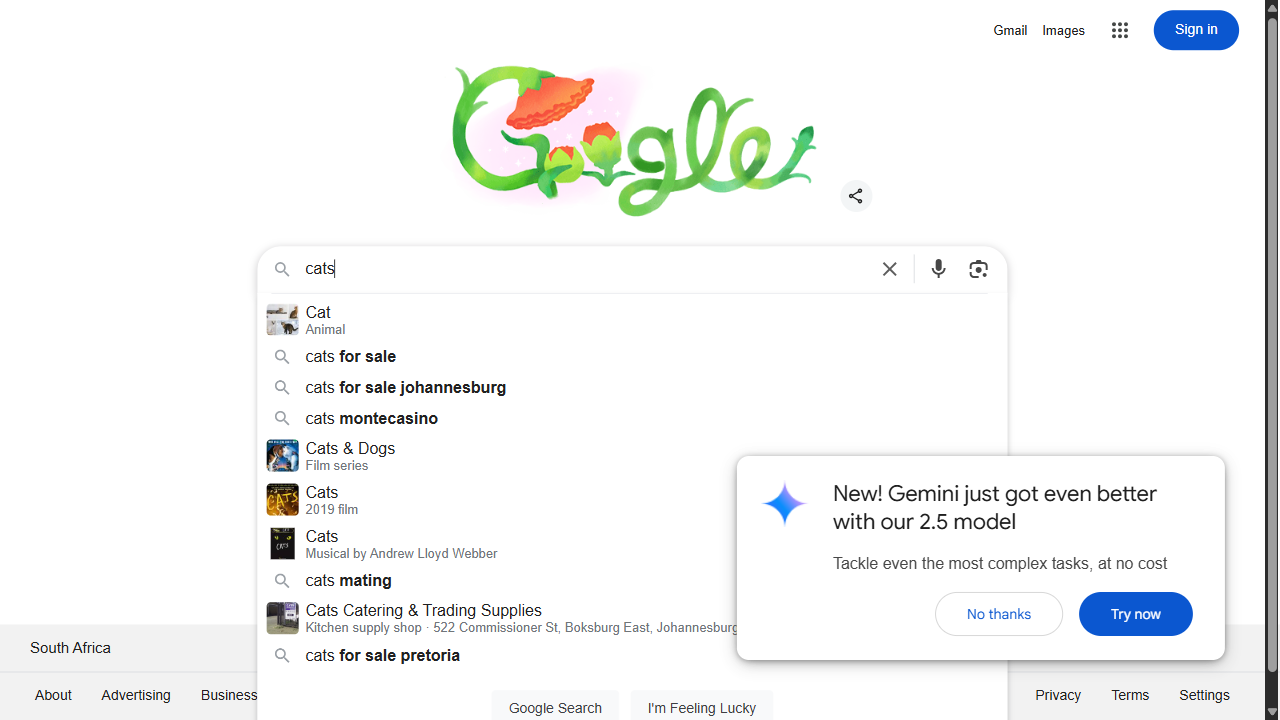 Gmail Images Sign in
Google
cats
Cat
Animal
cats for sale
cats for sale johannesburg
cats montecasino
Cats & Dogs
Film series
Cats
2019 film
Cats
Musical by Andrew Lloyd Webber
cats mating
Cats Catering & Trading Supplies
Kitchen supply shop · 522 Commissioner St, Boksburg East, Johannesburg
cats for sale pretoria
Google Search I'm Feeling Lucky
New! Gemini just got even better
with our 2.5 model
Tackle even the most complex tasks, at no cost
No thanks Try now
South Africa
About Advertising Business Privacy Terms Settings